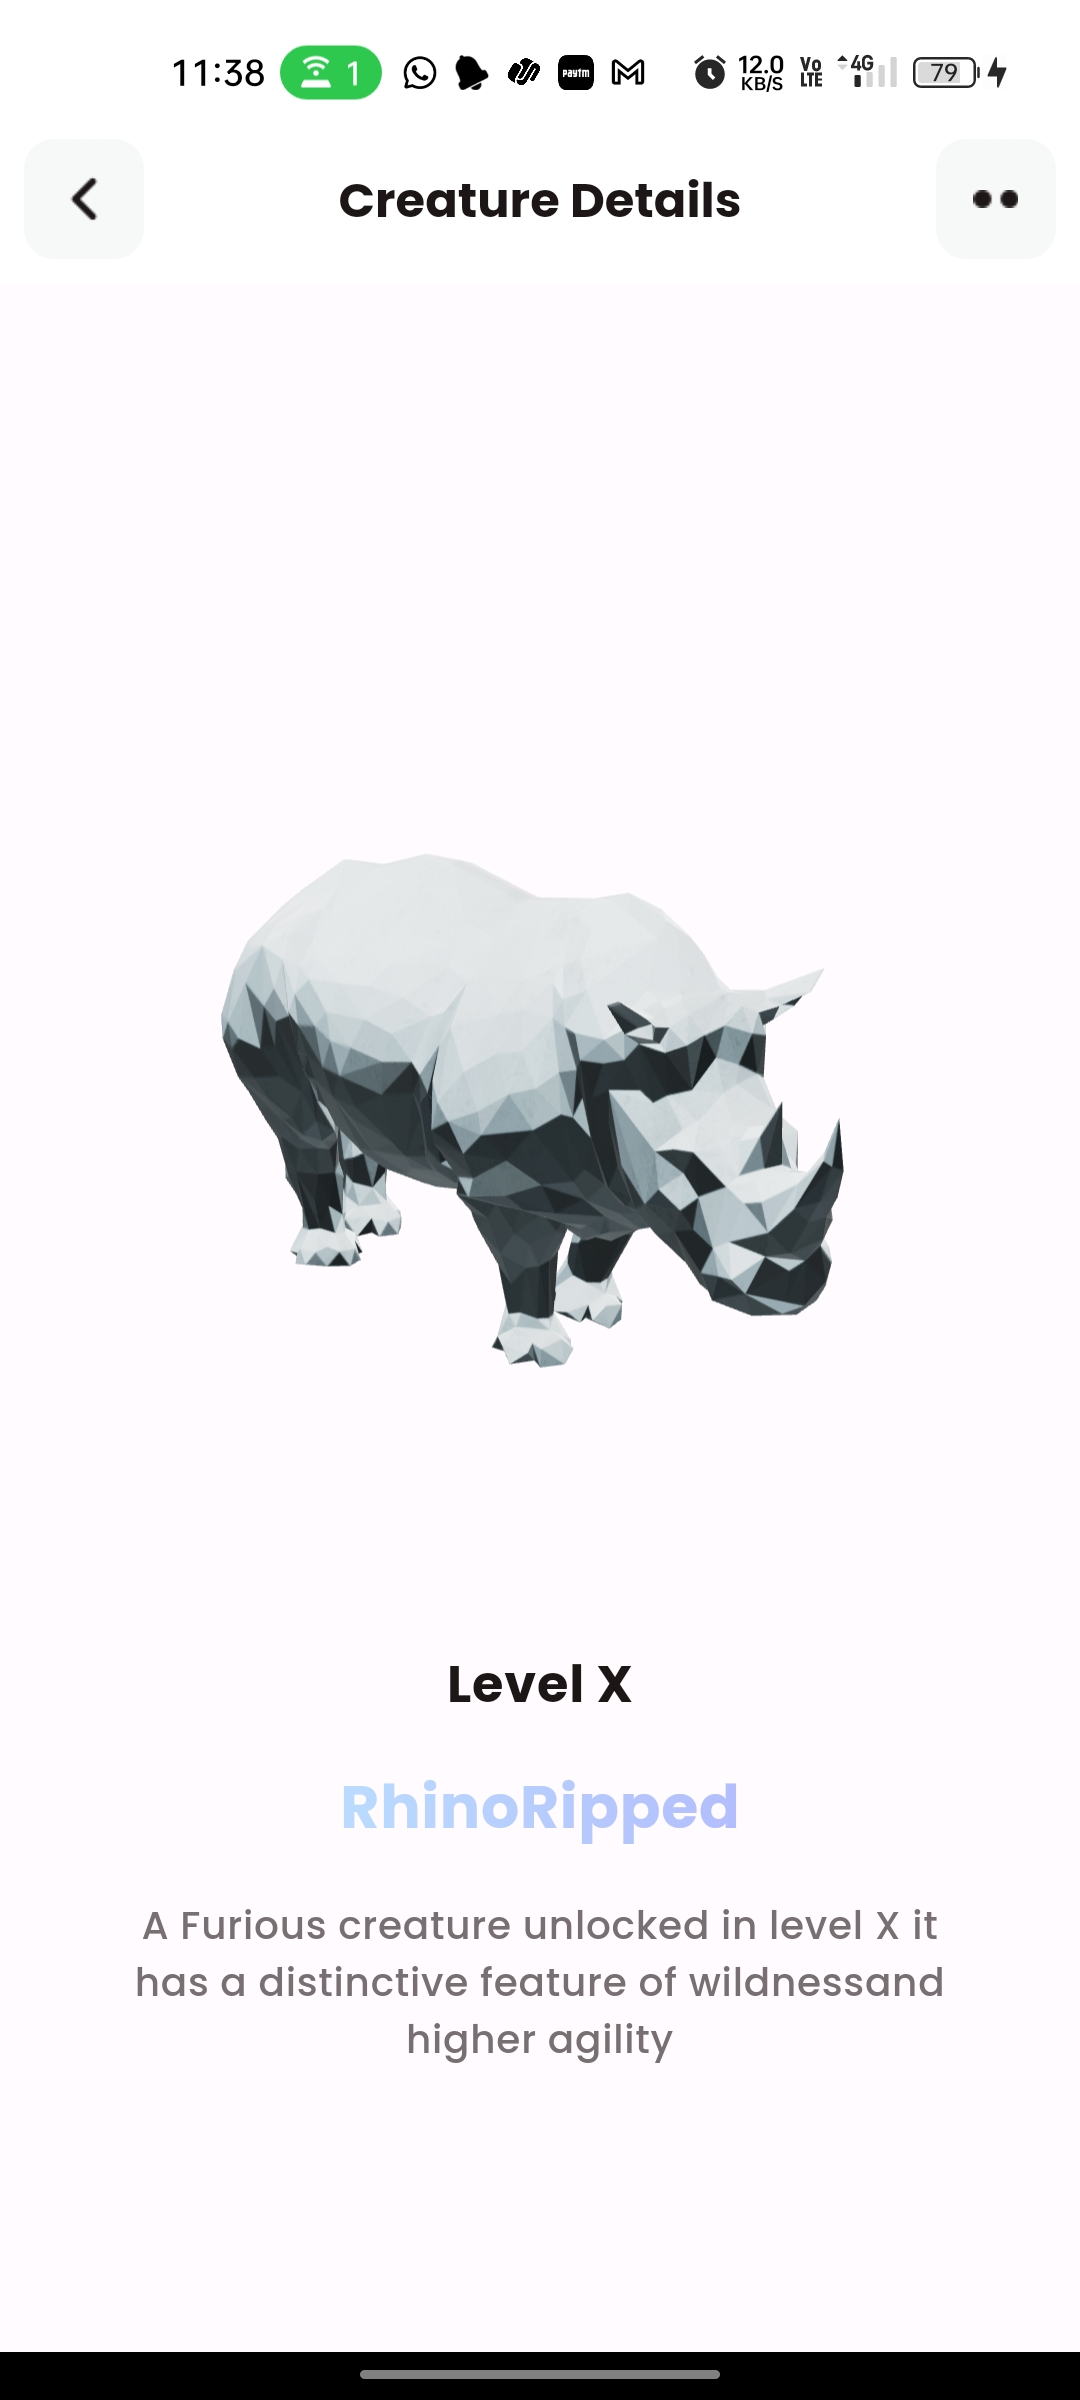 11:38 1 paytm 12.0 KB/S Vo LTE 4G 79
Creature Details
Level X
RhinoRipped
A Furious creature unlocked in level X it
has a distinctive feature of wildnessand
higher agility